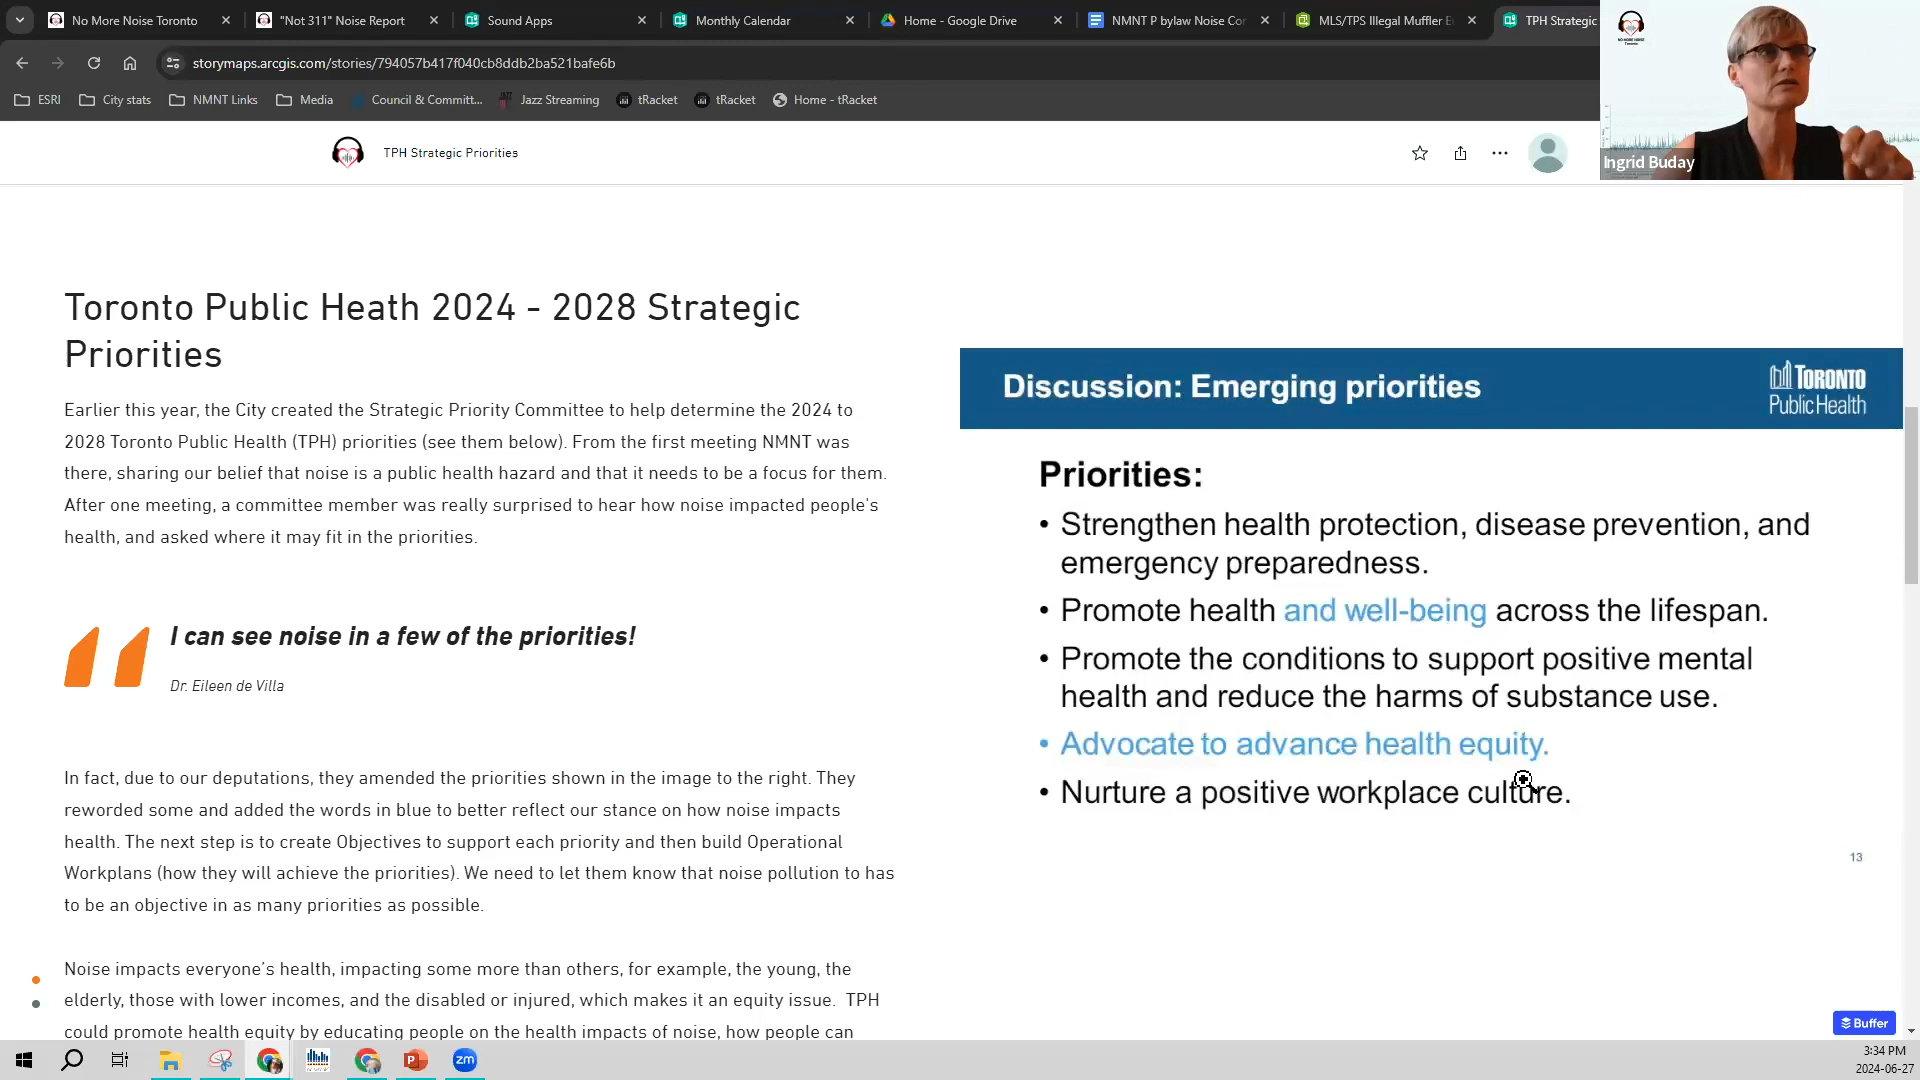 No More Noise Toronto
"Not 311" Noise Report
Sound Apps
Monthly Calendar
Home - Google Drive
NMNT P bylaw Noise Cor
MLS/TPS Illegal Muffler E
TPH Strategic
storymaps.arcgis.com/stories/794057b417f040cb8ddb2ba521bafe6b
ESRI
City stats
NMNT Links
Media
Council & Committ...
Jazz Streaming
tRacket
tRacket
Home - tRacket
Ingrid Buday
TPH Strategic Priorities
Toronto Public Heath 2024 - 2028 Strategic
Priorities
Earlier this year, the City created the Strategic Priority Committee to help determine the 2024 to
2028 Toronto Public Health (TPH) priorities (see them below). From the first meeting NMNT was
there, sharing our belief that noise is a public health hazard and that it needs to be a focus for them.
After one meeting, a committee member was really surprised to hear how noise impacted people's
health, and asked where it may fit in the priorities.
I can see noise in a few of the priorities!
Dr. Eileen de Villa
In fact, due to our deputations, they amended the priorities shown in the image to the right. They
reworded some and added the words in blue to better reflect our stance on how noise impacts
health. The next step is to create Objectives to support each priority and then build Operational
Workplans (how they will achieve the priorities). We need to let them know that noise pollution to has
to be an objective in as many priorities as possible.
Noise impacts everyone's health, impacting some more than others, for example, the young, the
elderly, those with lower incomes, and the disabled or injured, which makes it an equity issue. TPH
could promote health equity by educating people on the health impacts of noise, how people can
Discussion: Emerging priorities
TORONTO
Public Health
Priorities:
• Strengthen health protection, disease prevention, and
emergency preparedness.
• Promote health and well-being across the lifespan.
• Promote the conditions to support positive mental
health and reduce the harms of substance use.
• Advocate to advance health equity.
• Nurture a positive workplace culture.
13
Buffer
zm
3:34 PM
2024-06-27